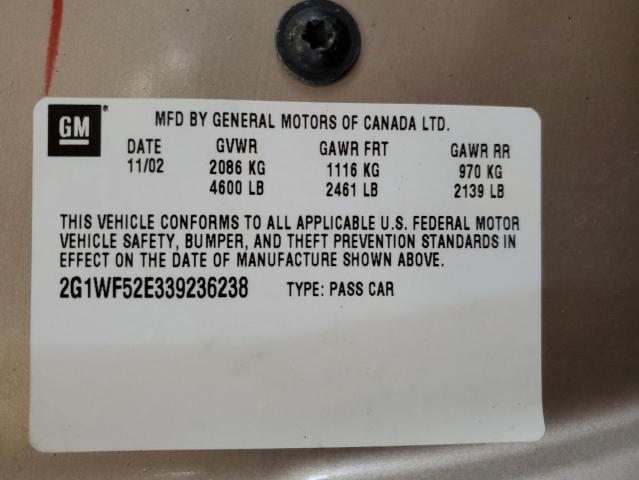 GM
MFD BY GENERAL MOTORS OF CANADA LTD.
DATE GVWR GAWR FRT GAWR RR
11/02 2086 KG 1116 KG 970 KG
4600 LB 2461 LB 2139 LB
THIS VEHICLE CONFORMS TO ALL APPLICABLE U.S. FEDERAL MOTOR
VEHICLE SAFETY, BUMPER, AND THEFT PREVENTION STANDARDS IN
EFFECT ON THE DATE OF MANUFACTURE SHOWN ABOVE.
2G1WF52E339236238 TYPE: PASS CAR